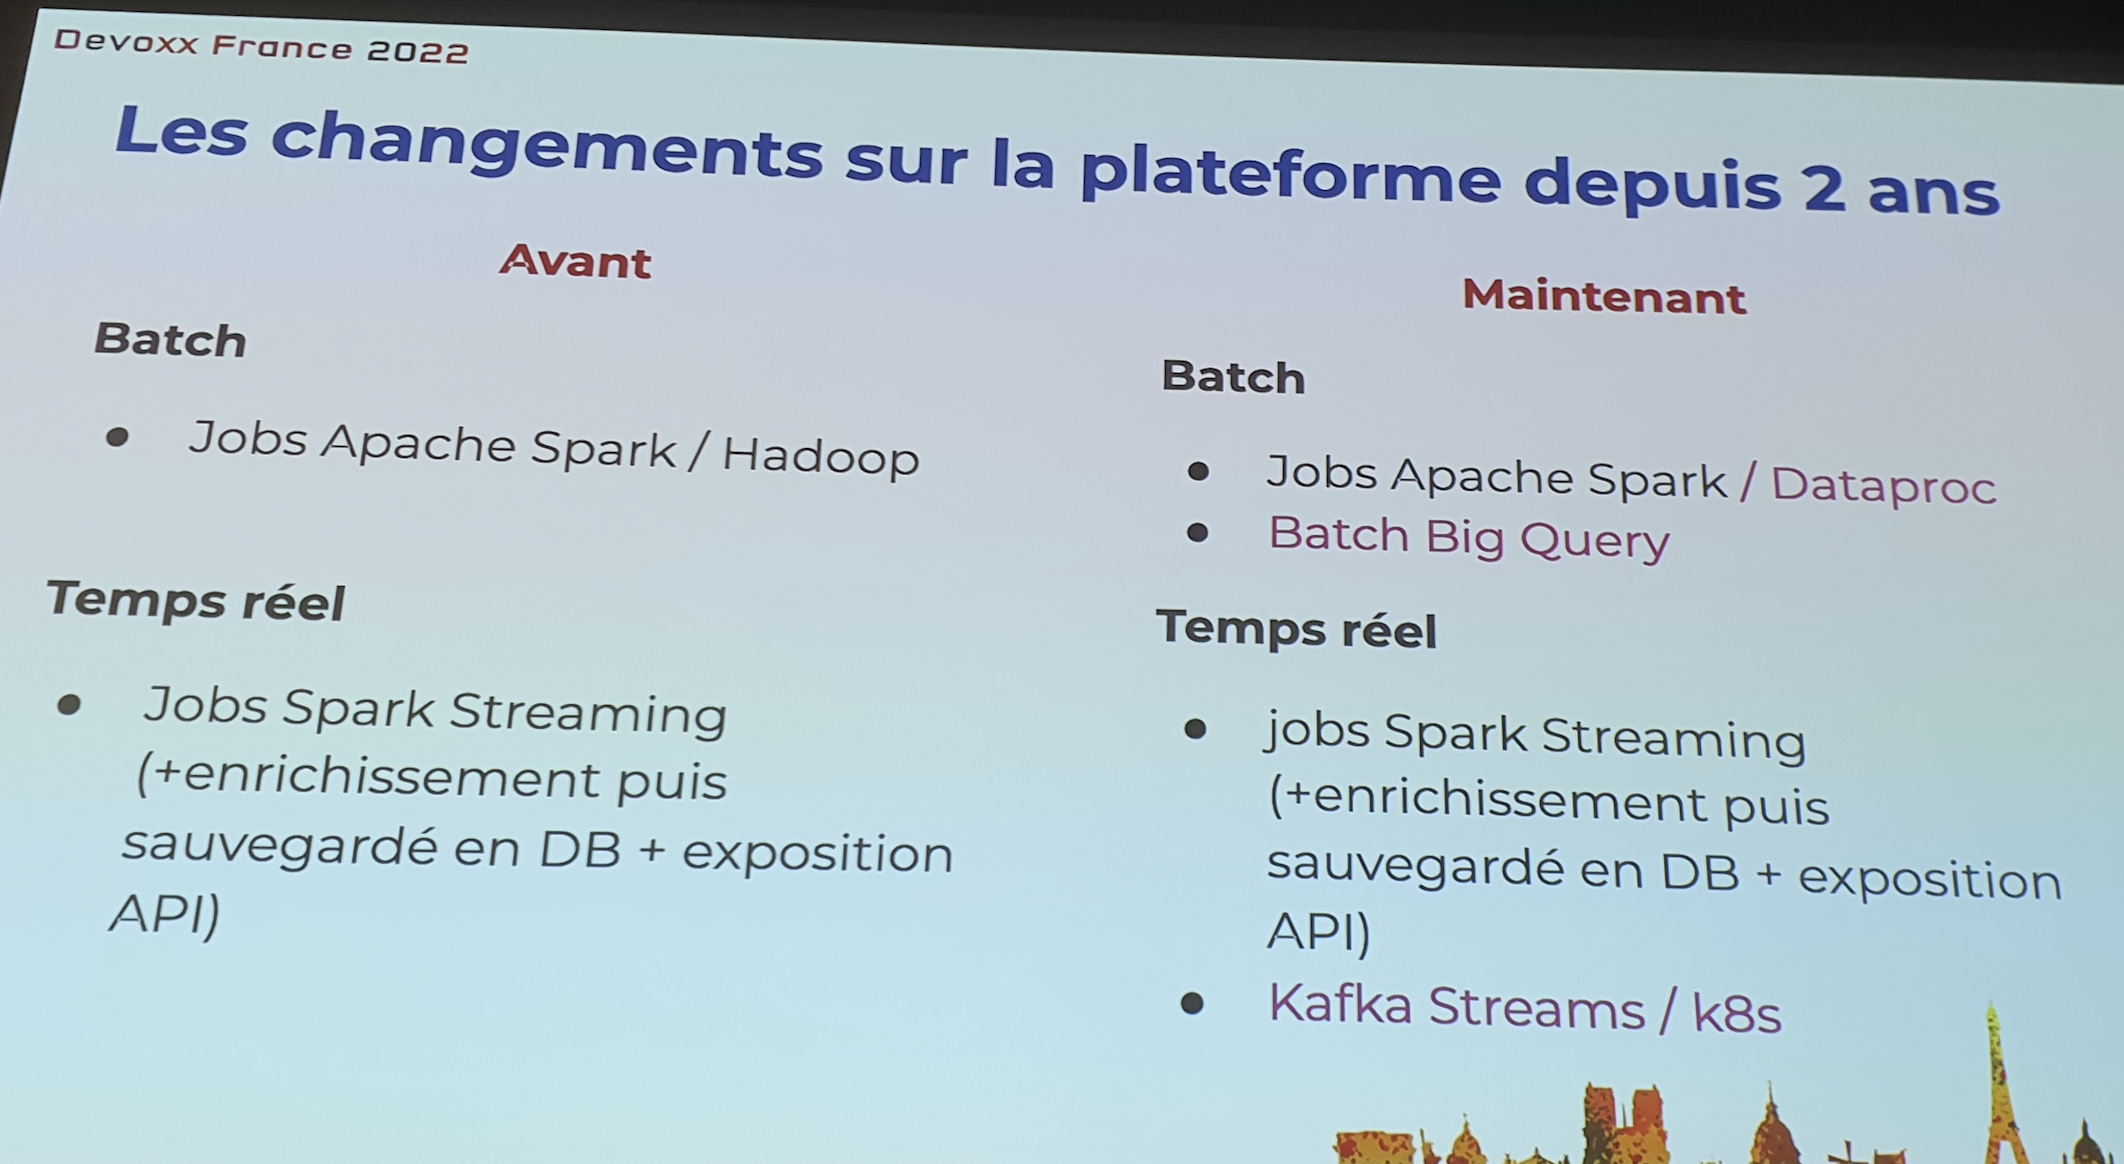 Devoxx France 2022
Les changements sur la plateforme depuis 2 ans
Avant
Batch
● Jobs Apache Spark / Hadoop
Temps réel
● Jobs Spark Streaming
(+enrichissement puis
sauvegardé en DB + exposition
API)
Maintenant
Batch
● Jobs Apache Spark / Dataproc
● Batch Big Query
Temps réel
● jobs Spark Streaming
(+enrichissement puis
sauvegardé en DB + exposition
API)
● Kafka Streams / k8s